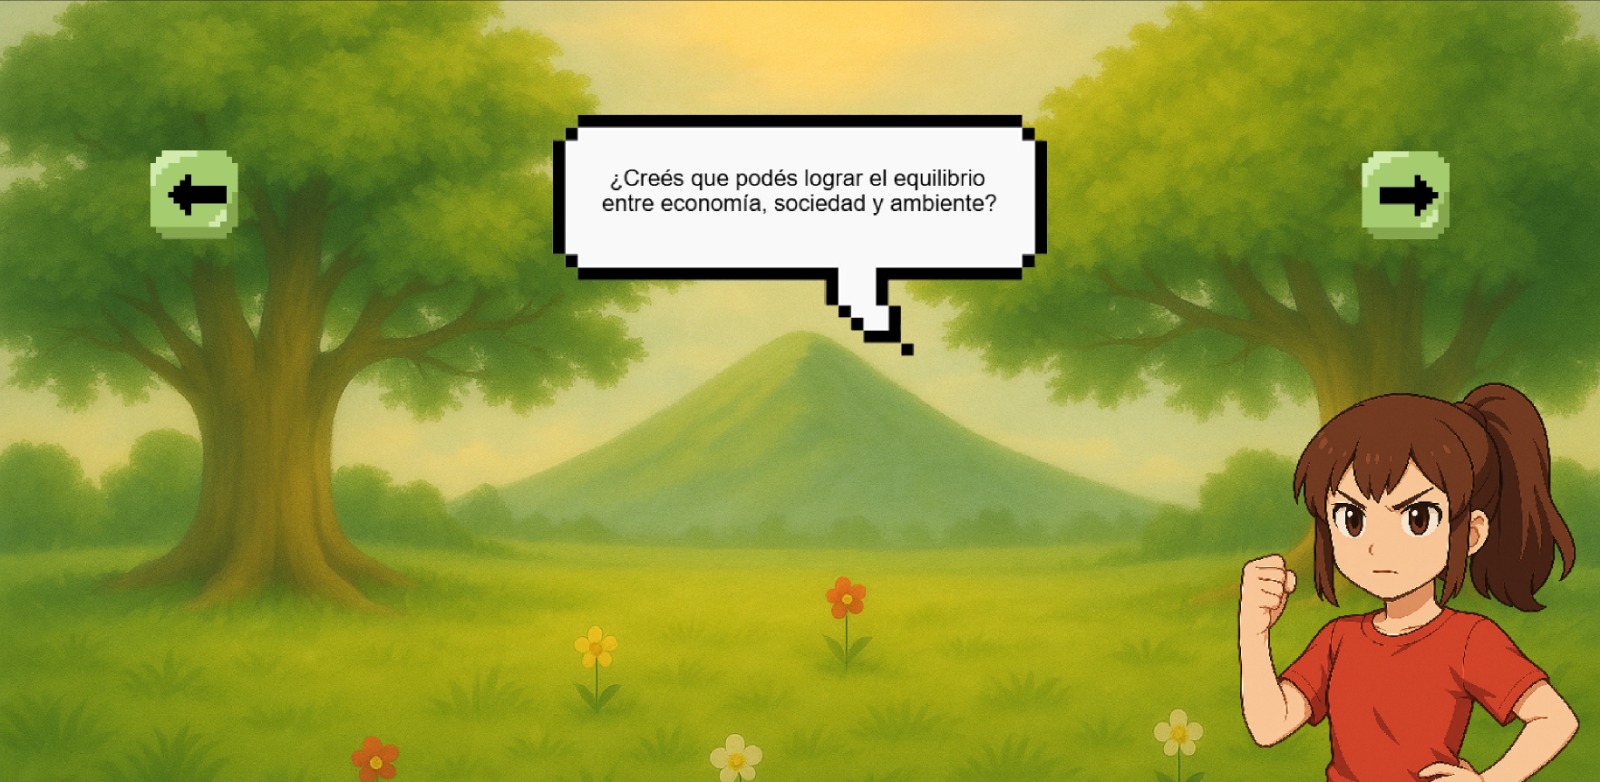 ¿Creés que podés lograr el equilibrio
entre economía, sociedad y ambiente?